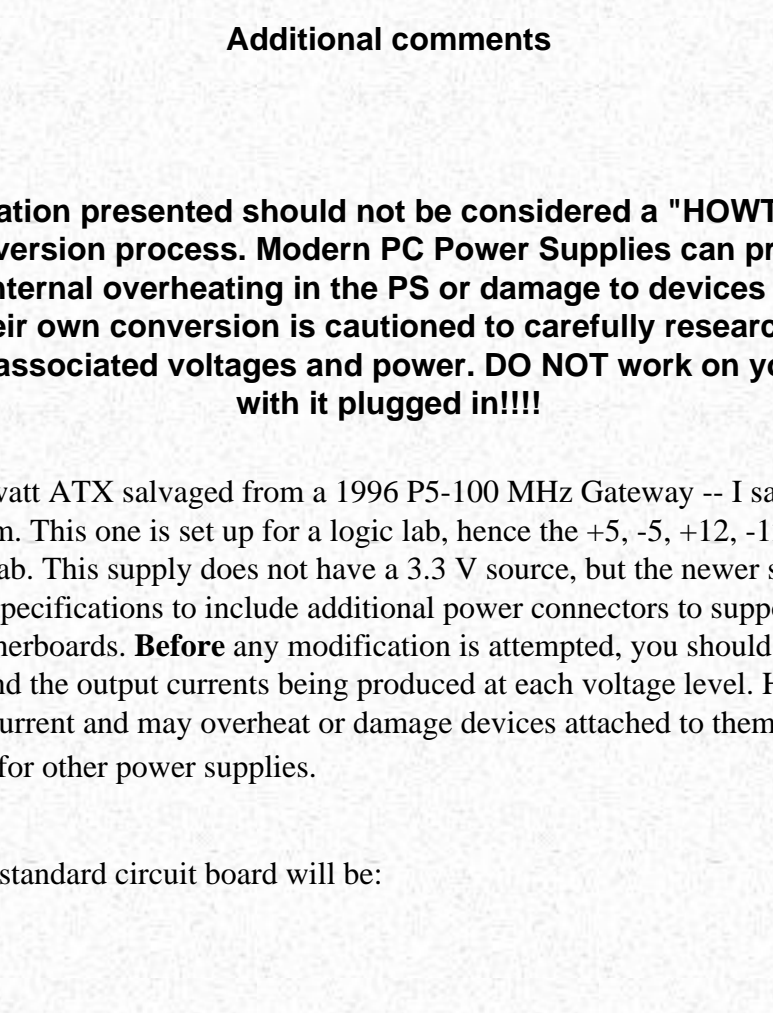 Additional comments
ation presented should not be considered a "HOWT
version process. Modern PC Power Supplies can pr
nternal overheating in the PS or damage to devices
eir own conversion is cautioned to carefully researc
associated voltages and power. DO NOT work on yo
with it plugged in!!!!
vatt ATX salvaged from a 1996 P5-100 MHz Gateway -- I sa
m. This one is set up for a logic lab, hence the +5, -5, +12, -1
ab. This supply does not have a 3.3 V source, but the newer s
specifications to include additional power connectors to suppo
herboards. Before any modification is attempted, you should
nd the output currents being produced at each voltage level. H
current and may overheat or damage devices attached to them
for other power supplies.
standard circuit board will be: